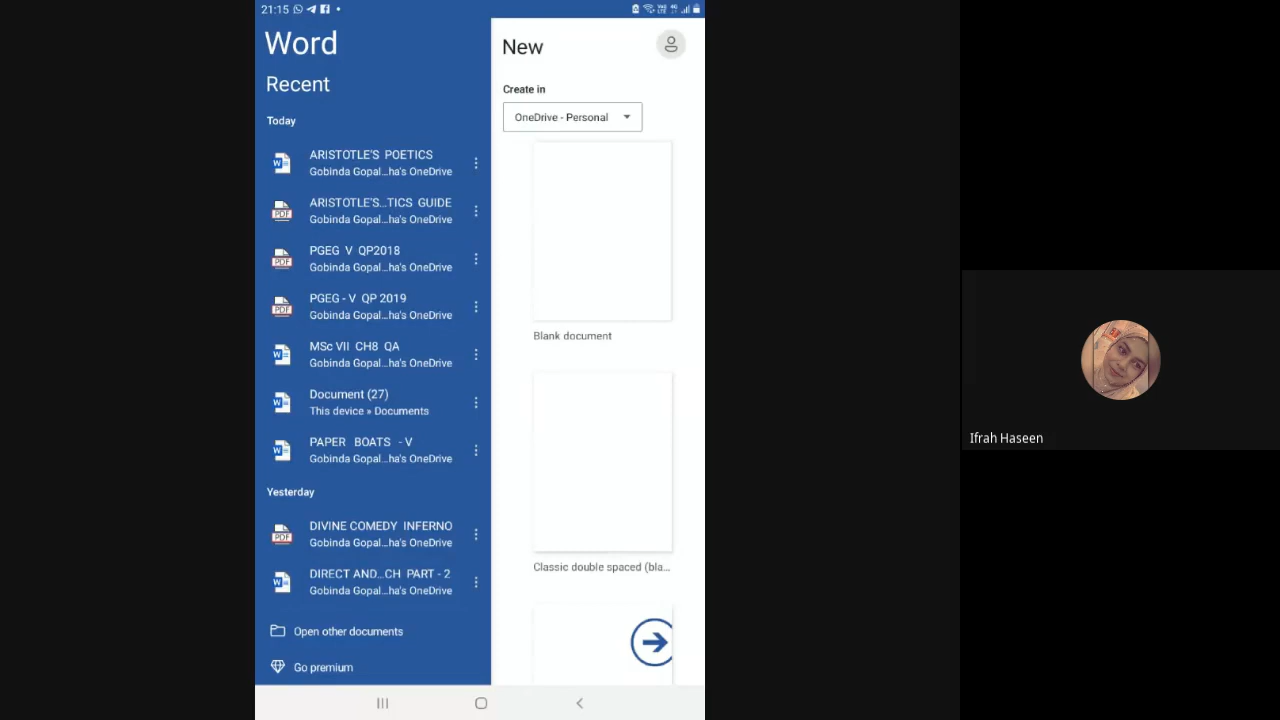 21:15
Word
Recent
Today
ARISTOTLE'S POETICS
Gobinda Gopal...ha's OneDrive
PDF
ARISTOTLE'S...TICS GUIDE
Gobinda Gopal...ha's OneDrive
PDF
PGEG V QP2018
Gobinda Gopal...ha's OneDrive
PDF
PGEG - V QP 2019
Gobinda Gopal...ha's OneDrive
MSc VII CH8 QA
Gobinda Gopal...ha's OneDrive
Document (27)
This device » Documents
PAPER BOATS - V
Gobinda Gopal...ha's OneDrive
Yesterday
PDF
DIVINE COMEDY INFERNO
Gobinda Gopal...ha's OneDrive
DIRECT AND...CH PART - 2
Gobinda Gopal...ha's OneDrive
Open other documents
Go premium
New
Create in
OneDrive - Personal
Blank document
Classic double spaced (bla...
Ifrah Haseen